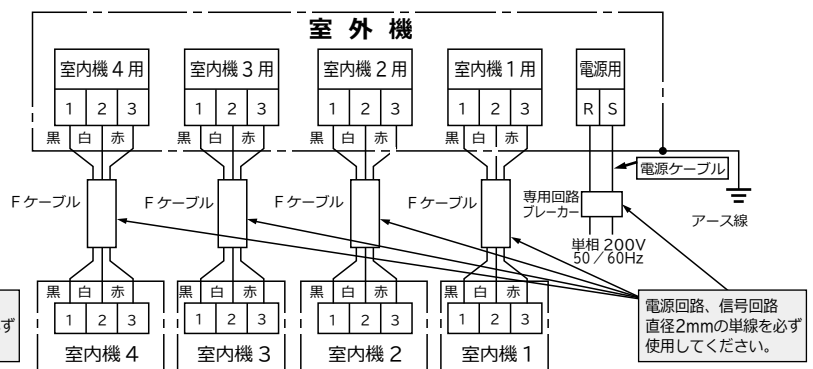 室外機
室内機4用 室内機3用 室内機2用 室内機1用 電源用
1 2 3 1 2 3 1 2 3 1 2 3 R S
黒 白 赤 黒 白 赤 黒 白 赤 黒 白 赤
電源ケーブル
Fケーブル Fケーブル Fケーブル Fケーブル 専用回路
ブレーカー
アース線
単相 200V
50/60Hz
黒 白 赤 黒 白 赤 黒 白 赤 黒 白 赤
1 2 3 1 2 3 1 2 3 1 2 3
室内機4 室内機3 室内機2 室内機1
電源回路、信号回路
直径2mmの単線を必ず
使用してください。
ず